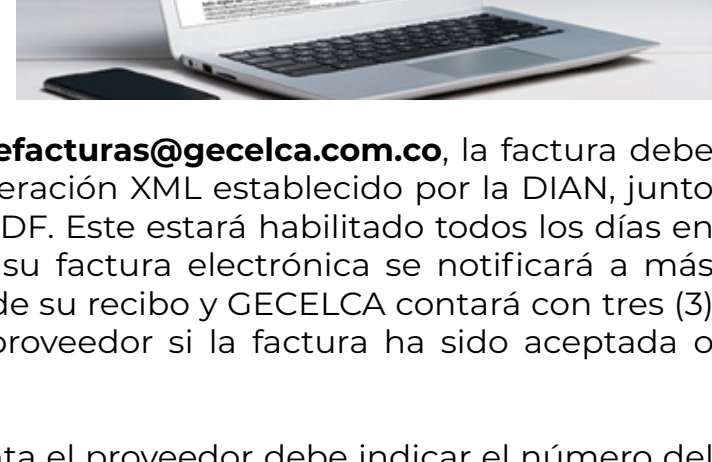 efacturas@gecelca.com.co, la factura debe
eración XML establecido por la DIAN, junto
DF. Este estará habilitado todos los días en
su factura electrónica se notificará a más
de su recibo y GECELCA contará con tres (3)
proveedor si la factura ha sido aceptada o
ta el proveedor debe indicar el número del